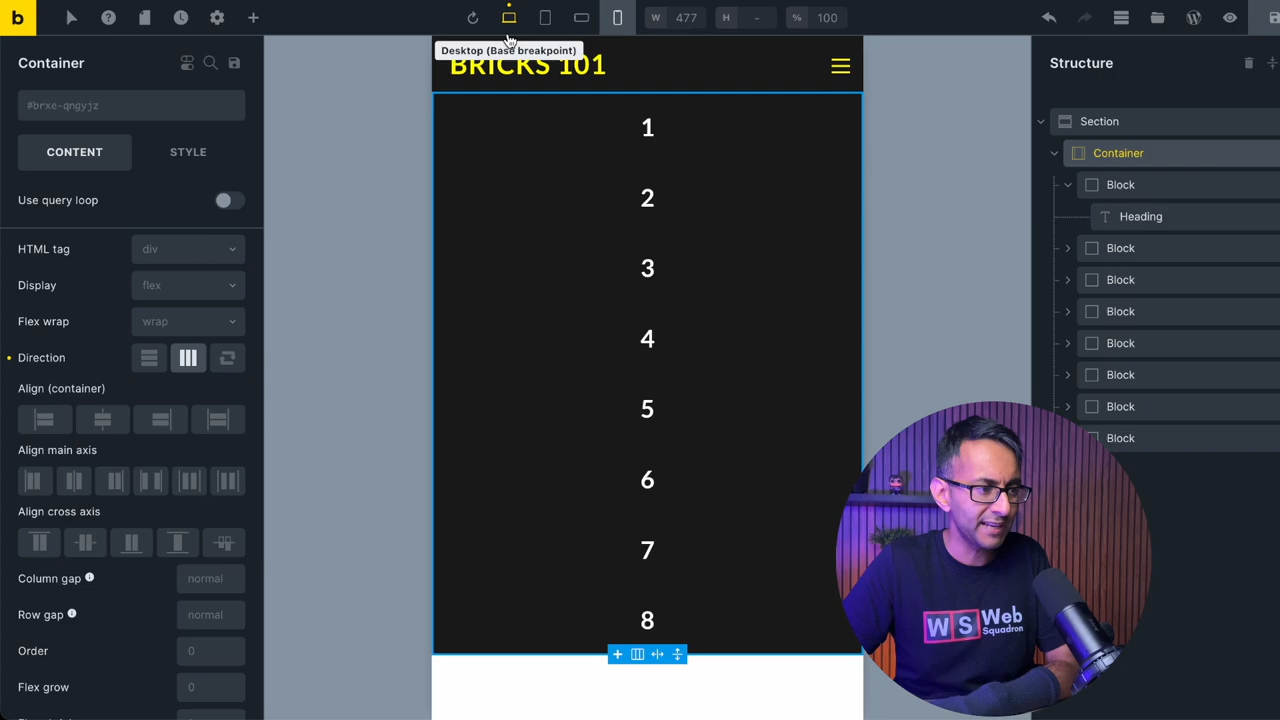 b
W 477 H - % 100
Desktop (Base breakpoint)
Container
#brxe-qngyjz
CONTENT
STYLE
Use query loop
HTML tag
div
Display
flex
Flex wrap
wrap
Direction
Align (container)
Align main axis
Align cross axis
Column gap
normal
Row gap
normal
Order
0
Flex grow
0
BRICKS 101
1
2
3
4
5
6
7
8
Structure
Section
Container
Block
Heading
Block
Block
Block
Block
Block
Block
Block
WS Web
Squadron